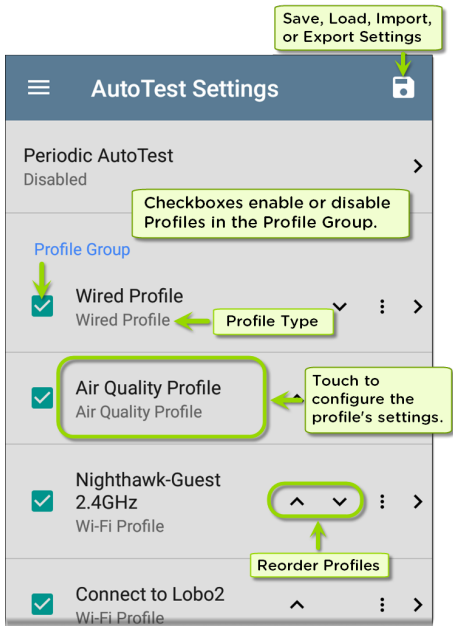 Save, Load, Import,
or Export Settings
AutoTest Settings
Periodic AutoTest
Disabled
Checkboxes enable or disable
Profiles in the Profile Group.
Profile Group
Wired Profile
Wired Profile
Profile Type
Air Quality Profile
Air Quality Profile
Touch to
configure the
profile's settings.
Nighthawk-Guest
2.4GHz
Wi-Fi Profile
Reorder Profiles
Connect to Lobo2
Wi-Fi Profile